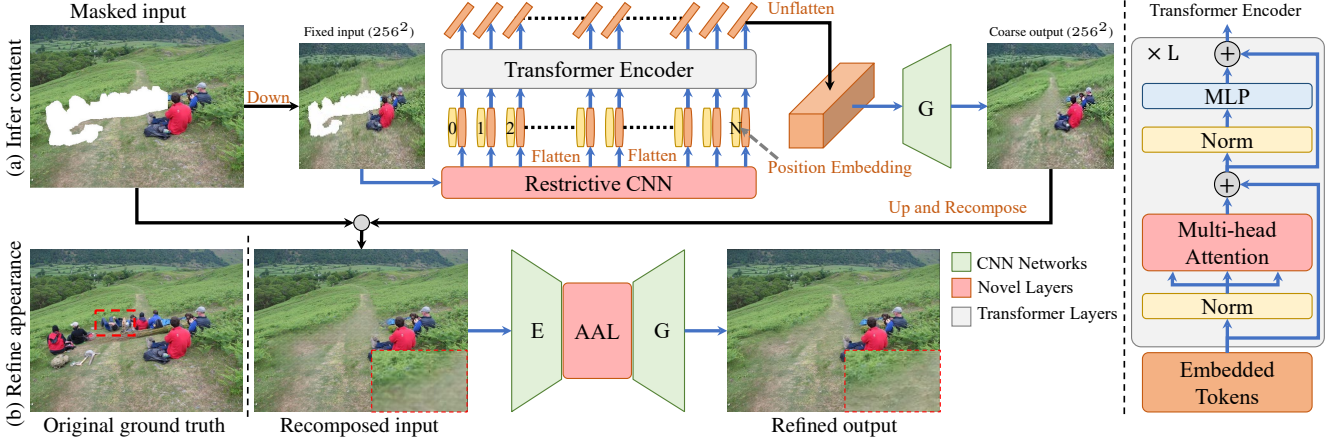 Masked input
(a) Infer content
Down
Fixed input (256²)
Transformer Encoder
0 1 2 N
Flatten Flatten
Restrictive CNN
Position Embedding
Unflatten
G
Coarse output (256²)
Up and Recompose
(b) Refine appearance
Original ground truth
Recomposed input
E AAL G
Refined output
CNN Networks
Novel Layers
Transformer Layers
Transformer Encoder
× L
+
MLP
Norm
+
Multi-head
Attention
Norm
Embedded
Tokens